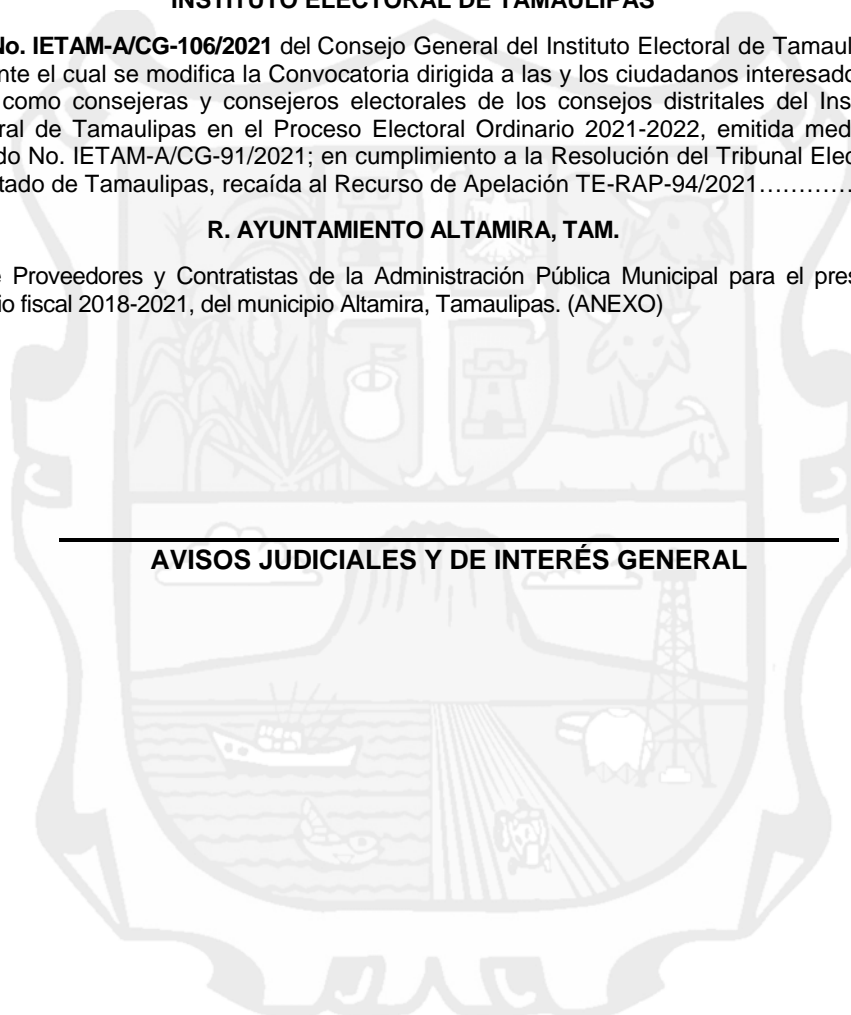 INSTITUTO ELECTORAL DE TAMAULIPAS
No. IETAM-A/CG-106/2021 del Consejo General del Instituto Electoral de Tamaul
nte el cual se modifica la Convocatoria dirigida a las y los ciudadanos interesado
como consejeras y consejeros electorales de los consejos distritales del Ins
ral de Tamaulipas en el Proceso Electoral Ordinario 2021-2022, emitida med
do No. IETAM-A/CG-91/2021; en cumplimiento a la Resolución del Tribunal Elec
tado de Tamaulipas, recaída al Recurso de Apelación TE-RAP-94/2021………….
R. AYUNTAMIENTO ALTAMIRA, TAM.
e Proveedores y Contratistas de la Administración Pública Municipal para el pres
io fiscal 2018-2021, del municipio Altamira, Tamaulipas. (ANEXO)
AVISOS JUDICIALES Y DE INTERÉS GENERAL